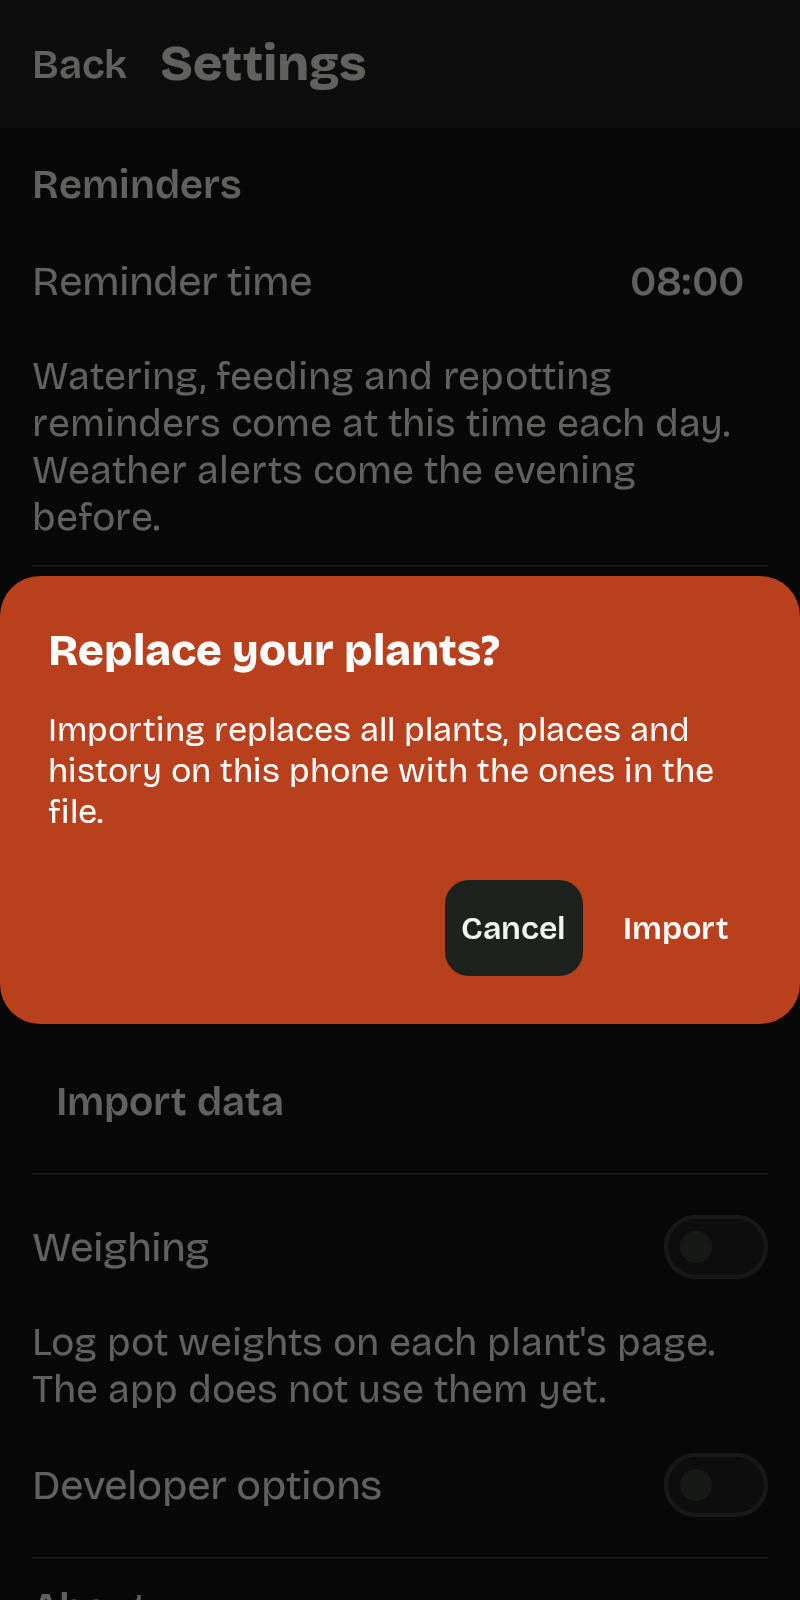 Back Settings
Reminders
Reminder time 08:00
Watering, feeding and repotting
reminders come at this time each day.
Weather alerts come the evening
before.
Replace your plants?
Importing replaces all plants, places and
history on this phone with the ones in the
file.
Cancel Import
Import data
Weighing
Log pot weights on each plant's page.
The app does not use them yet.
Developer options